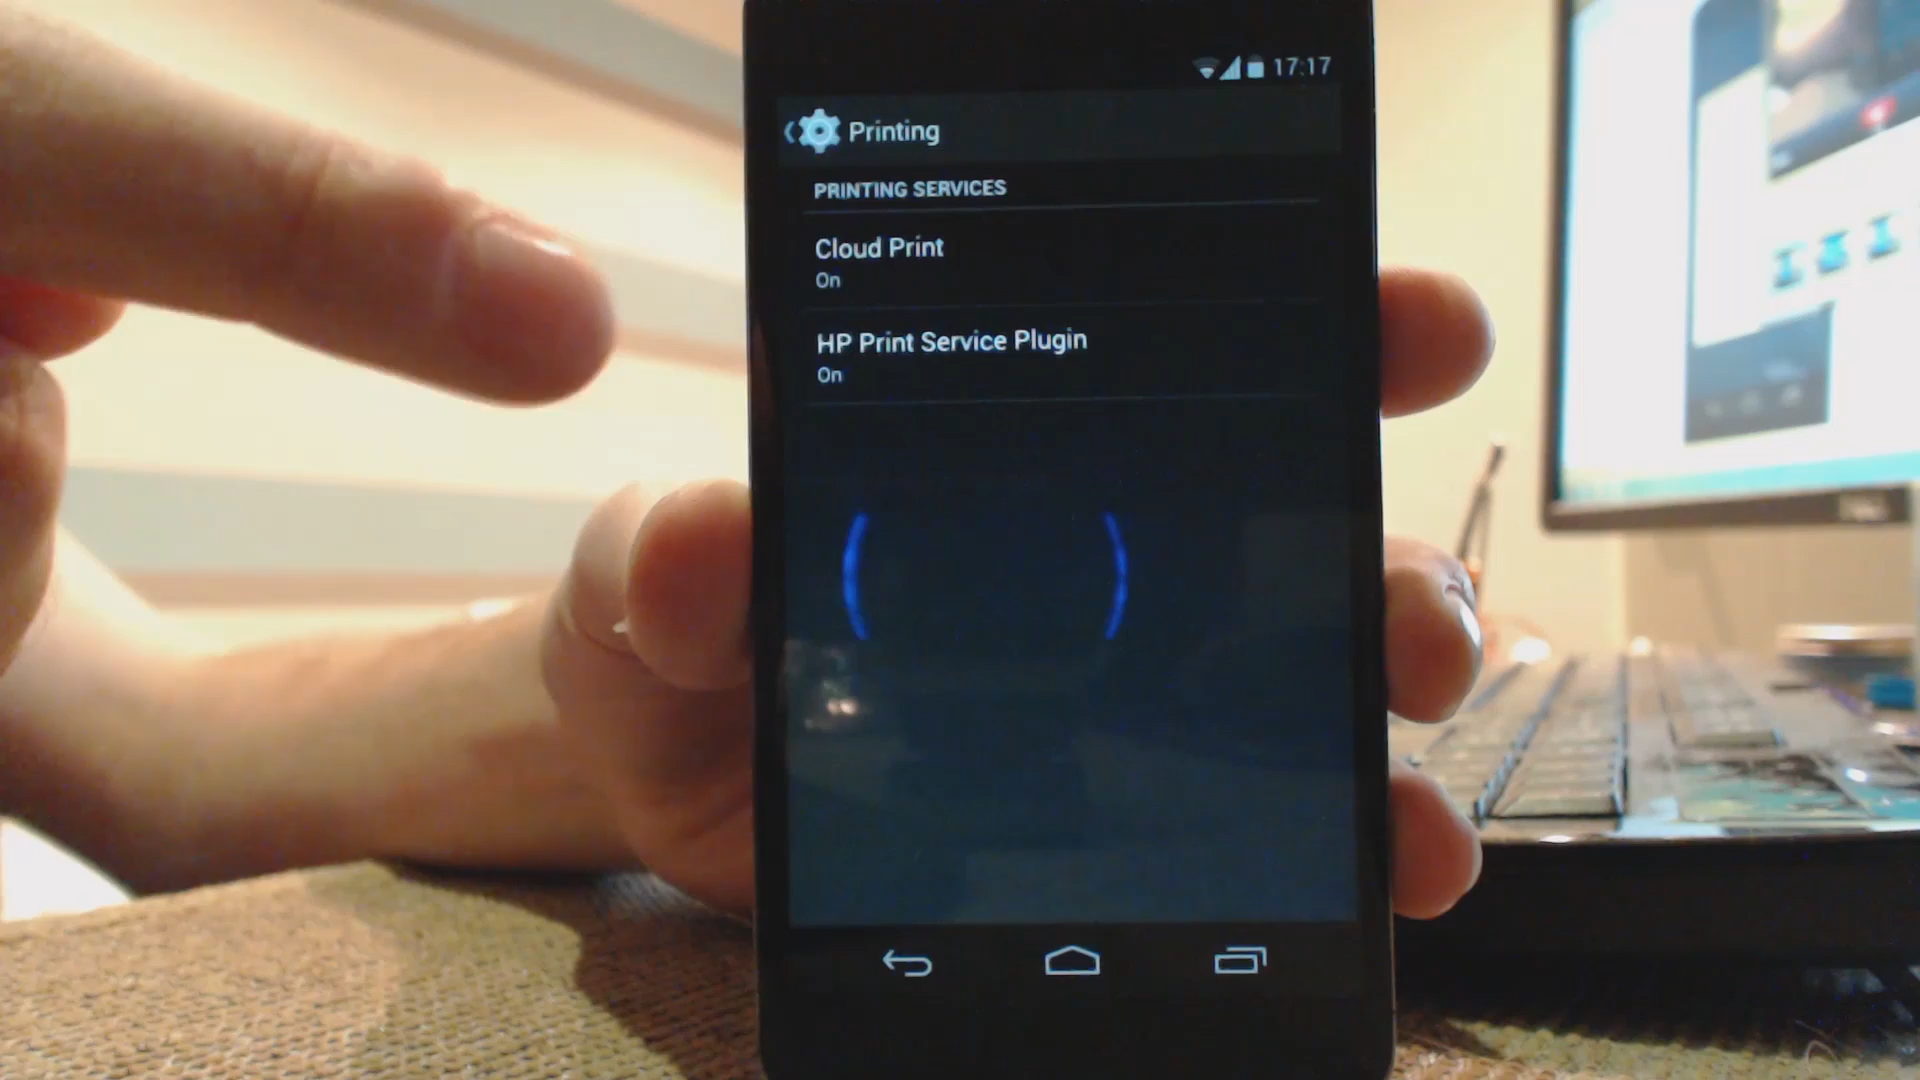 17:17
Printing
PRINTING SERVICES
Cloud Print
On
HP Print Service Plugin
On